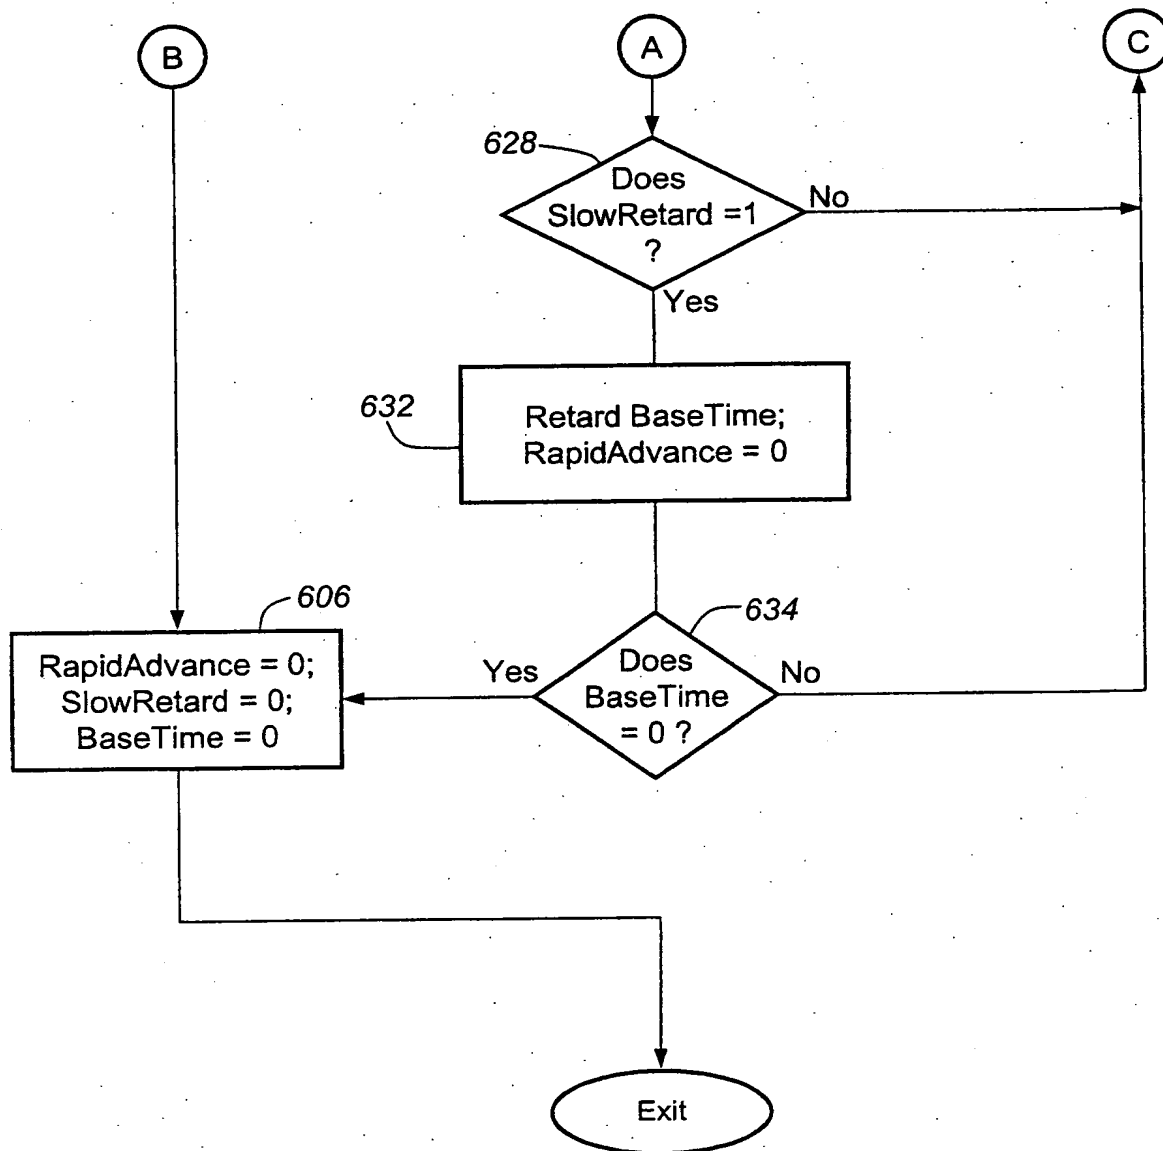 B
A
C
628
Does
SlowRetard =1
?
No
Yes
632
Retard BaseTime;
RapidAdvance = 0
606
RapidAdvance = 0;
SlowRetard = 0;
BaseTime = 0
634
Yes
Does
BaseTime
= 0 ?
No
Exit